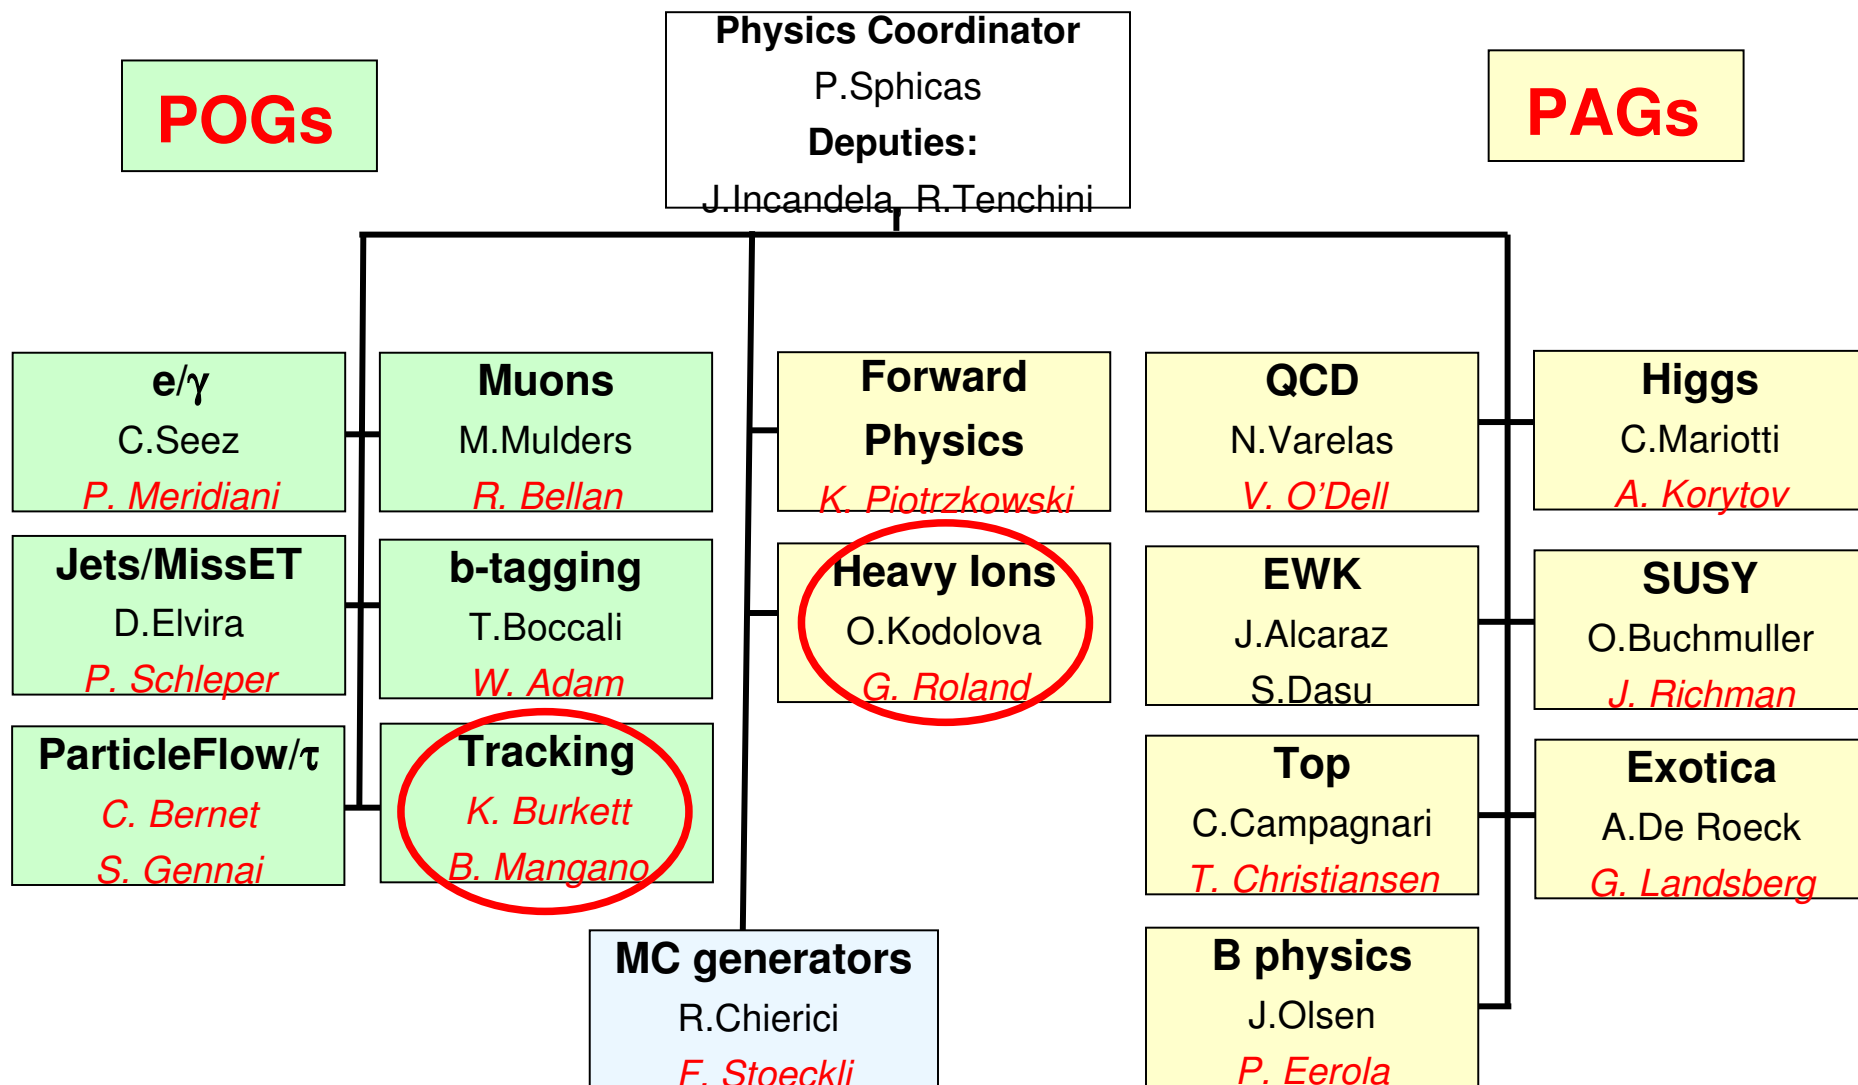 Physics Coordinator
P.Sphicas
Deputies:
J.Incandela, R.Tenchini
POGs
PAGs
e/γ
C.Seez
P. Meridiani
Muons
M.Mulders
R. Bellan
Forward
Physics
K. Piotrzkowski
QCD
N.Varelas
V. O’Dell
Higgs
C.Mariotti
A. Korytov
Jets/MissET
D.Elvira
P. Schleper
b-tagging
T.Boccali
W. Adam
Heavy Ions
O.Kodolova
G. Roland
EWK
J.Alcaraz
S.Dasu
SUSY
O.Buchmuller
J. Richman
ParticleFlow/τ
C. Bernet
S. Gennai
Tracking
K. Burkett
B. Mangano
Top
C.Campagnari
T. Christiansen
Exotica
A.De Roeck
G. Landsberg
MC generators
R.Chierici
F. Stoeckli
B physics
J.Olsen
P. Eerola